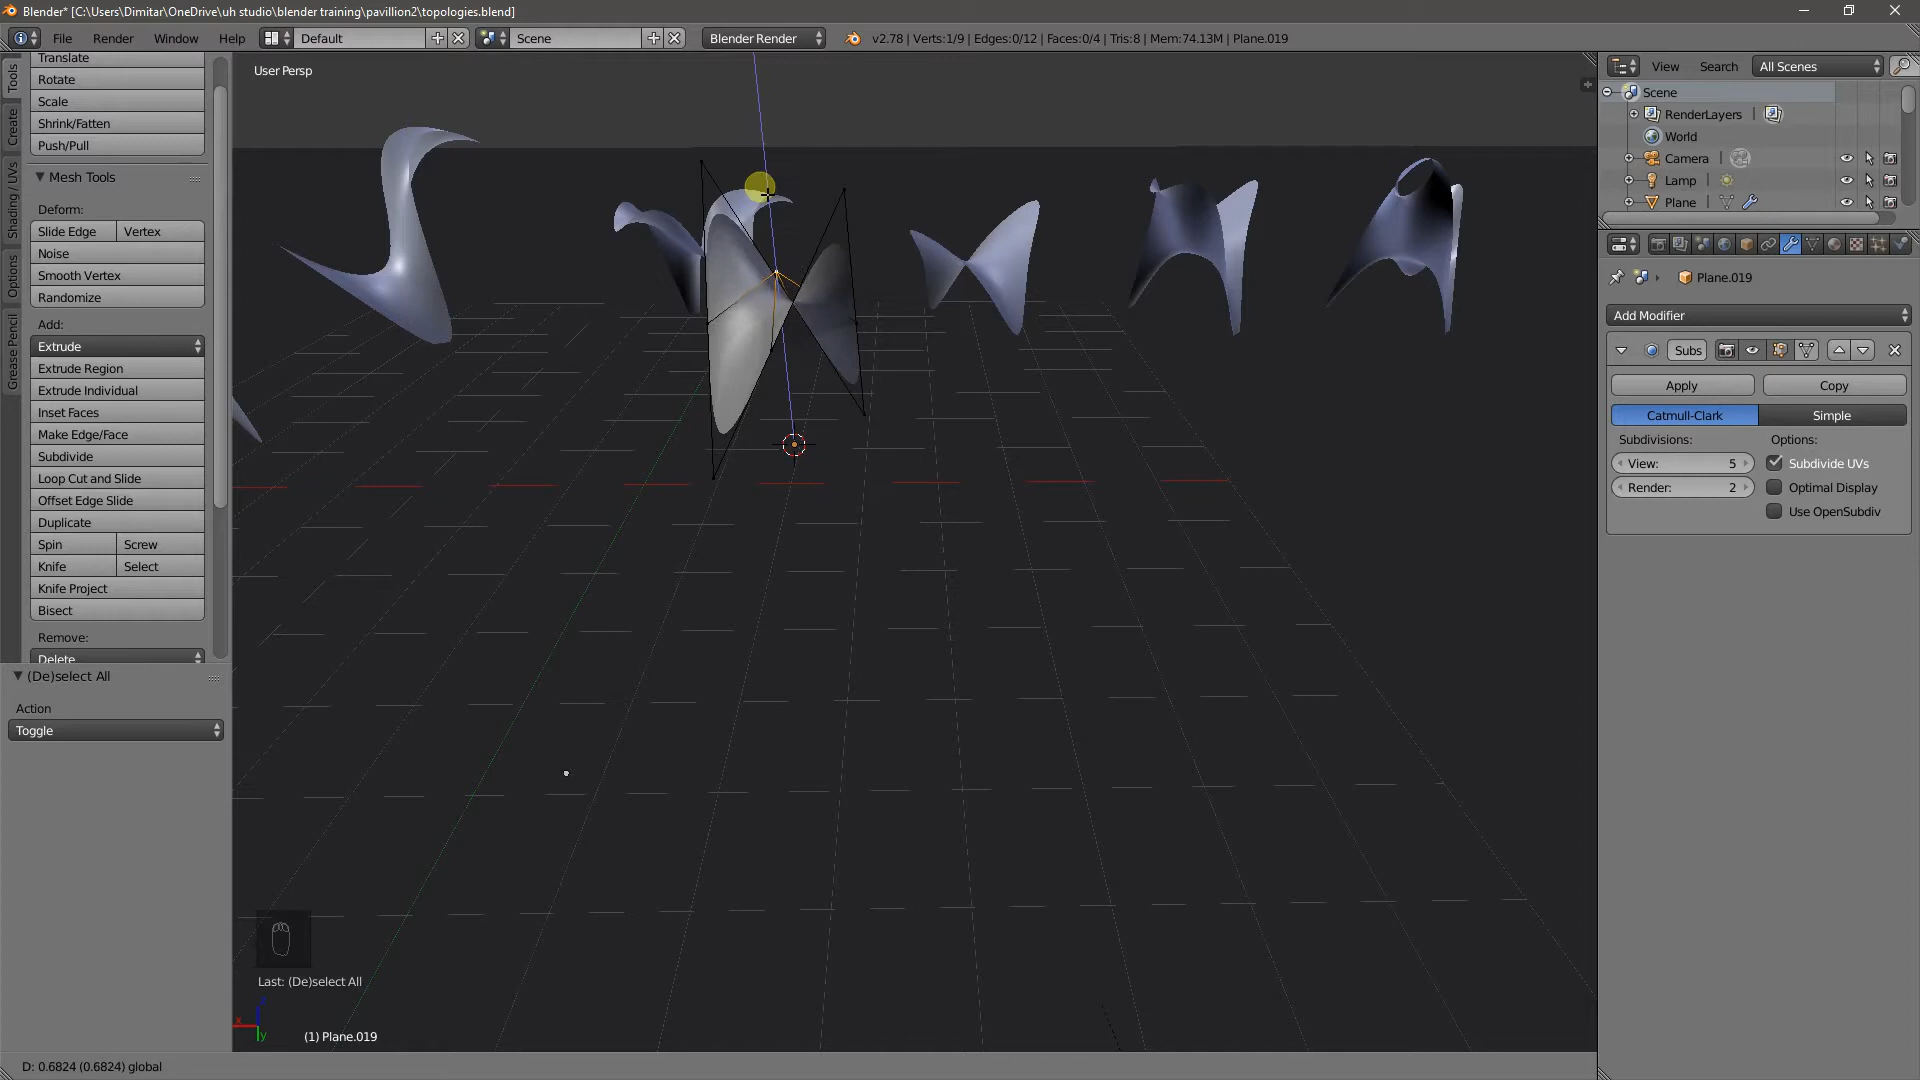 Blender* [C:\Users\Dimitar\OneDrive\uh studio\blender training\pavillion2\topologies.blend]
File Render Window Help Default Scene Blender Render v2.78 | Verts:1/9 | Edges:0/12 | Faces:0/4 | Tris:8 | Mem:74.13M | Plane.019
Tools
Create
Shading / UVs
Options
Grease Pencil
Translate
Rotate
Scale
Shrink/Fatten
Push/Pull
Mesh Tools
Deform:
Slide Edge Vertex
Noise
Smooth Vertex
Randomize
Add:
Extrude
Extrude Region
Extrude Individual
Inset Faces
Make Edge/Face
Subdivide
Loop Cut and Slide
Offset Edge Slide
Duplicate
Spin Screw
Knife Select
Knife Project
Bisect
Remove:
Delete
(De)select All
Action
Toggle
User Persp
Last: (De)select All
x
y
(1) Plane.019
D: 0.6824 (0.6824) global
View Search All Scenes
Scene
RenderLayers
World
Camera
Lamp
Plane
Plane.019
Add Modifier
Subs
Apply Copy
Catmull-Clark Simple
Subdivisions: Options:
View: 5 Subdivide UVs
Render: 2 Optimal Display
Use OpenSubdiv